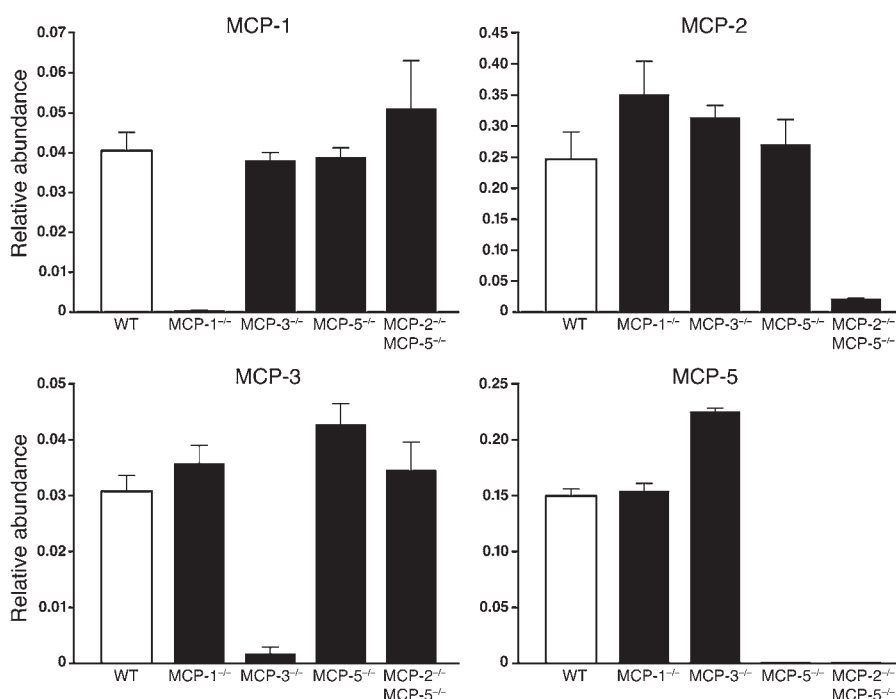 MCP-1
Relative abundance
0.07
0.06
0.05
0.04
0.03
0.02
0.01
0
WT MCP-1⁻/⁻ MCP-3⁻/⁻ MCP-5⁻/⁻ MCP-2⁻/⁻
MCP-5⁻/⁻
MCP-2
0.45
0.40
0.35
0.30
0.25
0.20
0.15
0.10
0.05
0
WT MCP-1⁻/⁻ MCP-3⁻/⁻ MCP-5⁻/⁻ MCP-2⁻/⁻
MCP-5⁻/⁻
MCP-3
Relative abundance
0.05
0.04
0.03
0.02
0.01
0
WT MCP-1⁻/⁻ MCP-3⁻/⁻ MCP-5⁻/⁻ MCP-2⁻/⁻
MCP-5⁻/⁻
MCP-5
0.25
0.20
0.15
0.10
0.05
0
WT MCP-1⁻/⁻ MCP-3⁻/⁻ MCP-5⁻/⁻ MCP-2⁻/⁻
MCP-5⁻/⁻